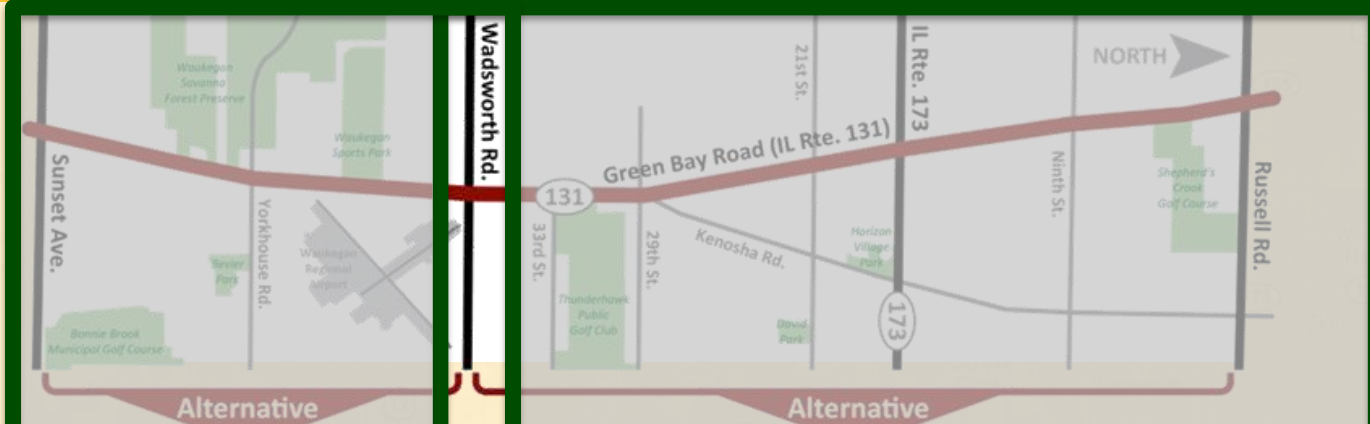 Waukegan
Savanna
Forest Preserve
Waukegan
Sports Park
Wadsworth Rd.
21st St.
IL Rte. 173
NORTH
Green Bay Road (IL Rte. 131)
131
Sunset Ave.
Yorkhouse Rd.
Waukegan
Regional
Airport
Bevier
Park
Bonnie Brook
Municipal Golf Course
33rd St.
29th St.
Kenosha Rd.
Thunderhawk
Public
Golf Club
Horizon
Village
Park
David
Park
173
Ninth St.
Shepherd's
Crook
Golf Course
Russell Rd.
Alternative
Alternative